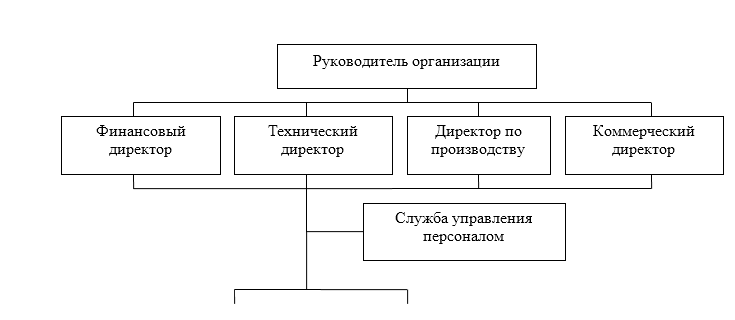 Руководитель организации
Финансовый
директор
Технический
директор
Директор по
производству
Коммерческий
директор
Служба управления
персоналом